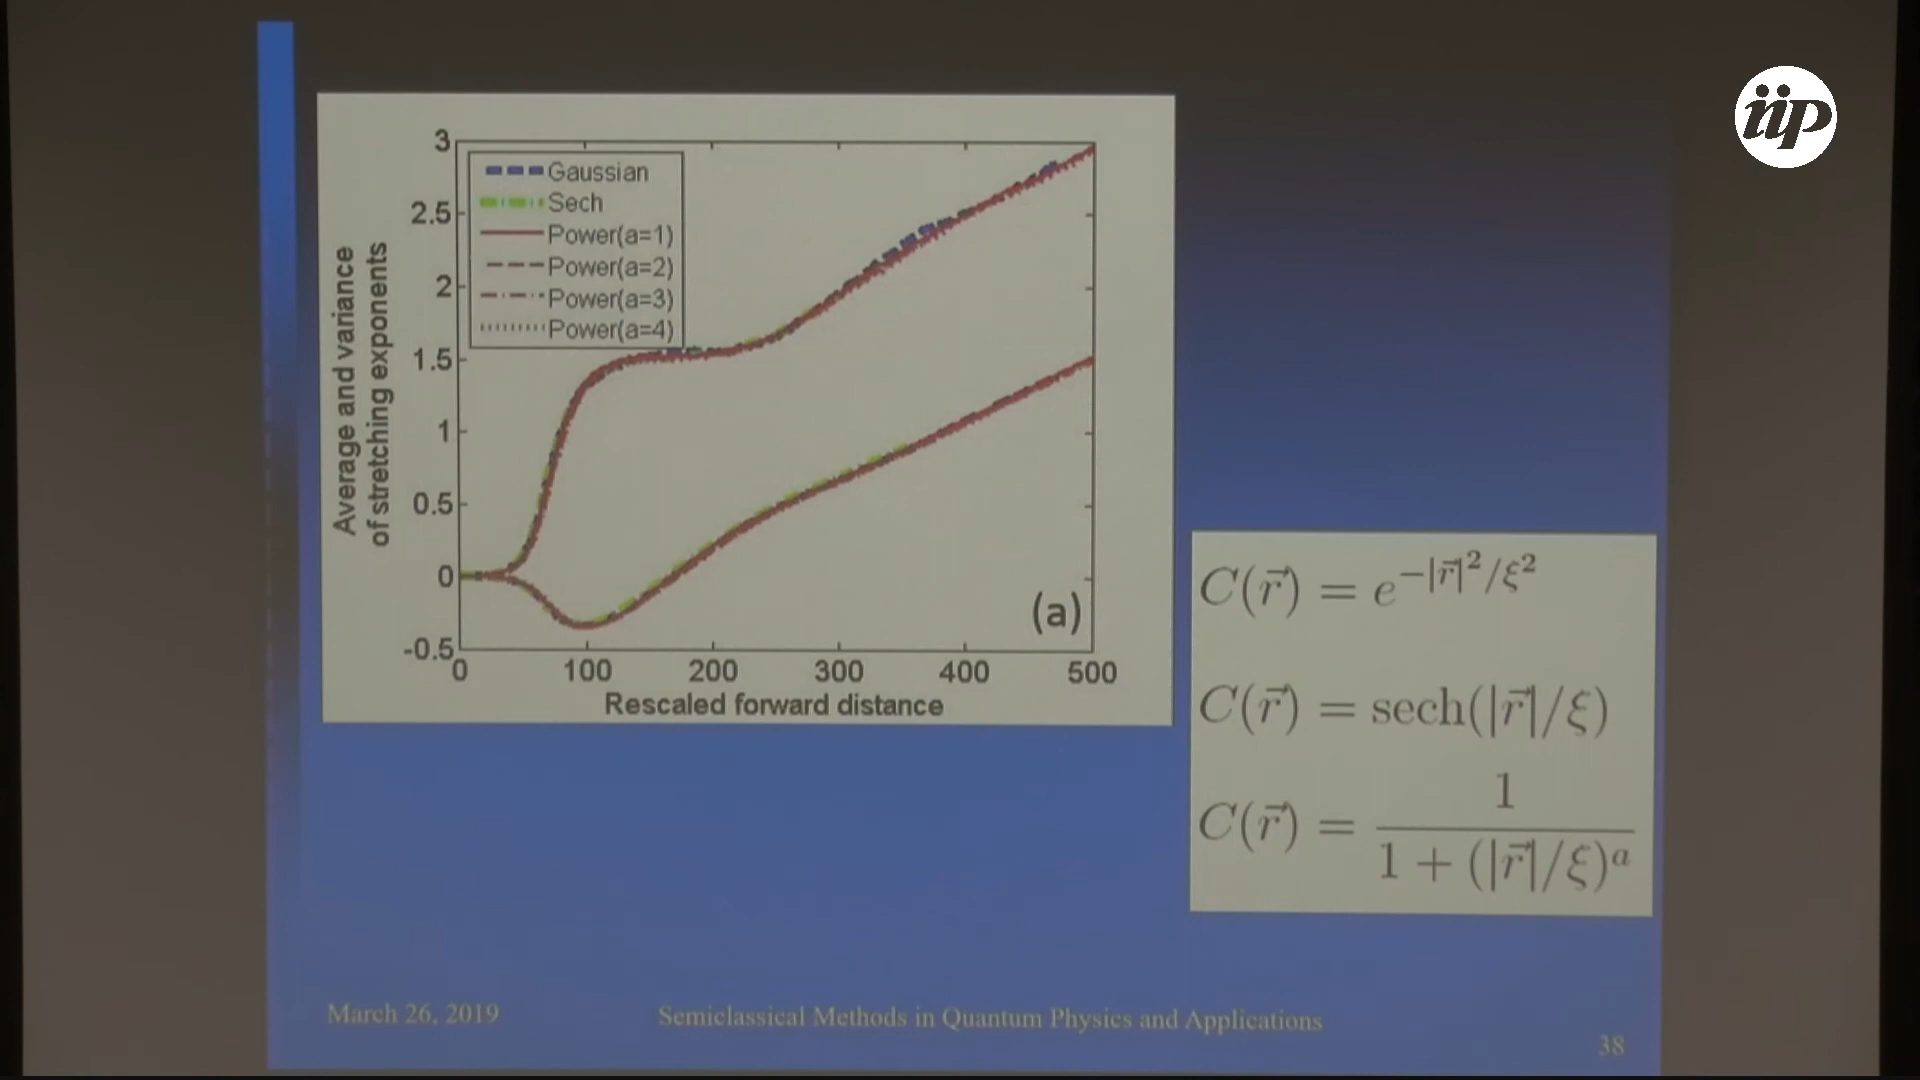 iip
3
2.5
2
1.5
1
0.5
0
-0.5
Average and variance
of stretching exponents
Gaussian
Sech
Power(a=1)
Power(a=2)
Power(a=3)
Power(a=4)
(a)
0 100 200 300 400 500
Rescaled forward distance
C(r⃗) = e^{−|r⃗|²/ξ²}
C(r⃗) = sech(|r⃗|/ξ)
C(r⃗) = 1 / (1 + (|r⃗|/ξ)^a)
March 26, 2019
Semiclassical Methods in Quantum Physics and Applications
38